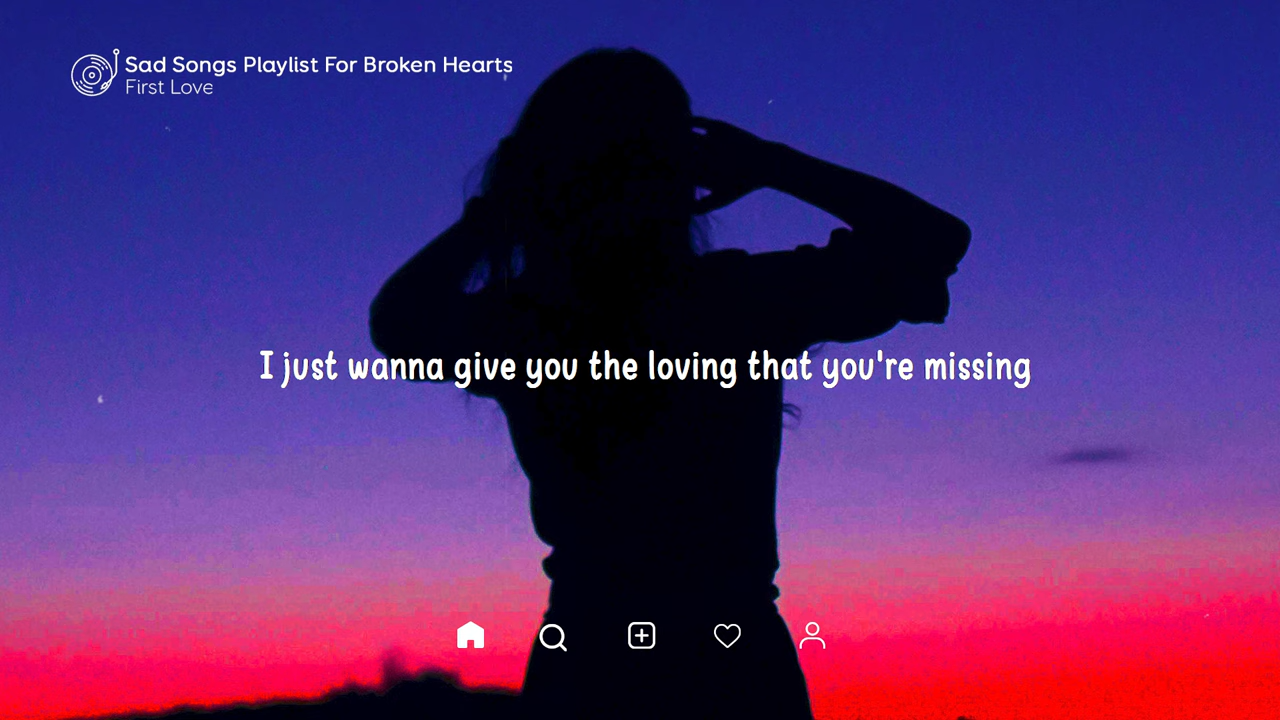 Sad Songs Playlist For Broken Hearts
First Love
I just wanna give you the loving that you're missing